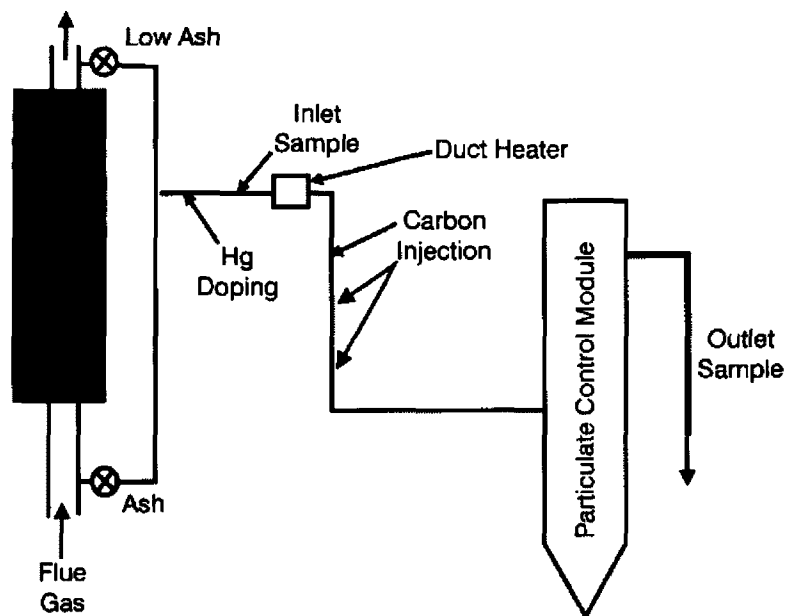 Low Ash
Inlet
Sample
Duct Heater
Hg
Doping
Carbon
Injection
Particulate Control Module
Outlet
Sample
Ash
Flue
Gas